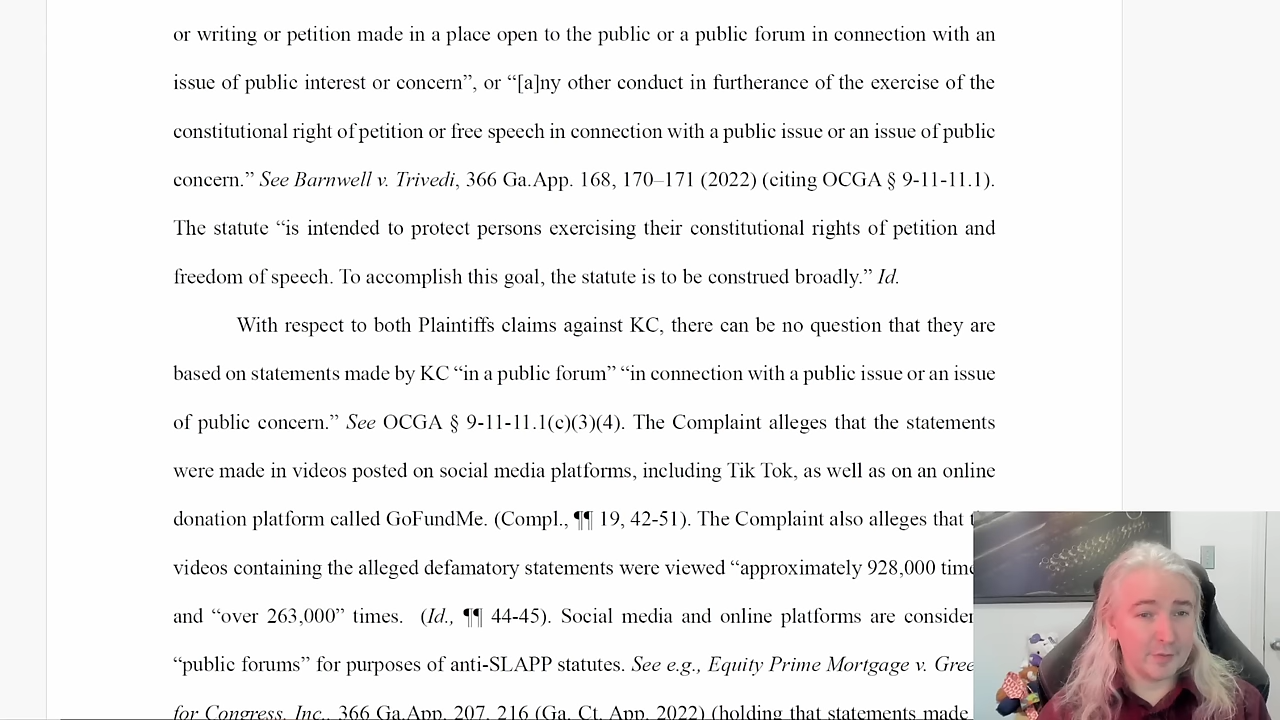 or writing or petition made in a place open to the public or a public forum in connection with an
issue of public interest or concern”, or “[a]ny other conduct in furtherance of the exercise of the
constitutional right of petition or free speech in connection with a public issue or an issue of public
concern.” See Barnwell v. Trivedi, 366 Ga.App. 168, 170–171 (2022) (citing OCGA § 9-11-11.1).
The statute “is intended to protect persons exercising their constitutional rights of petition and
freedom of speech. To accomplish this goal, the statute is to be construed broadly.” Id.
With respect to both Plaintiffs claims against KC, there can be no question that they are
based on statements made by KC “in a public forum” “in connection with a public issue or an issue
of public concern.” See OCGA § 9-11-11.1(c)(3)(4). The Complaint alleges that the statements
were made in videos posted on social media platforms, including Tik Tok, as well as on an online
donation platform called GoFundMe. (Compl., ¶¶ 19, 42-51). The Complaint also alleges that
videos containing the alleged defamatory statements were viewed “approximately 928,000
and “over 263,000” times. (Id., ¶¶ 44-45). Social media and online platforms are
“public forums” for purposes of anti-SLAPP statutes. See e.g., Equity Prime Mortgage v.
for Congress, Inc., 366 Ga.App. 207, 216 (Ga. Ct. App. 2022) (holding that statements made